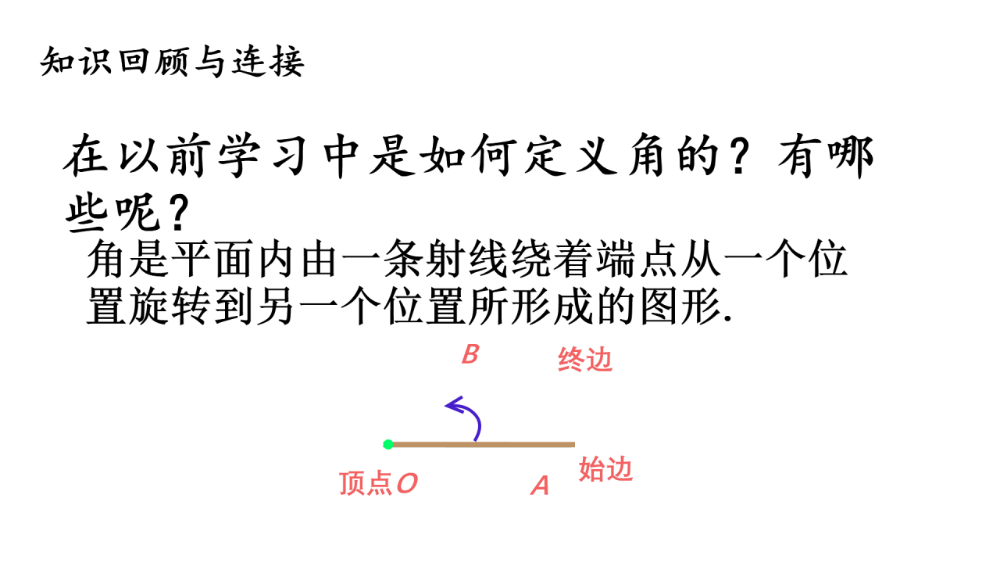 知识回顾与连接
在以前学习中是如何定义角的？有哪
些呢？
角是平面内由一条射线绕着端点从一个位
置旋转到另一个位置所形成的图形.
B 终边
始边
顶点O A